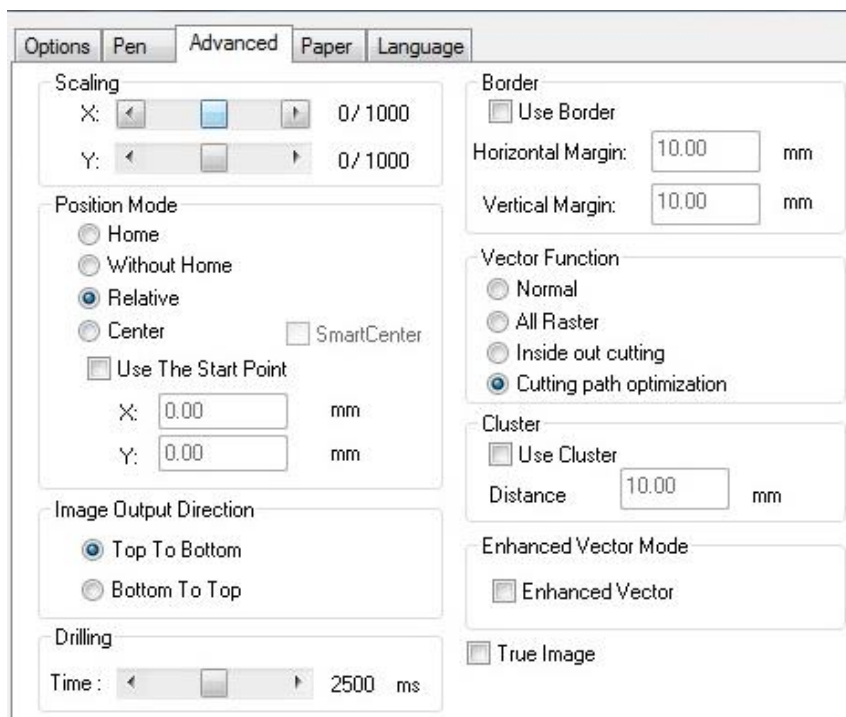 Options Pen Advanced Paper Language
Scaling
X: 0/ 1000
Y: 0/ 1000
Position Mode
Home
Without Home
Relative
Center SmartCenter
Use The Start Point
X: 0.00 mm
Y: 0.00 mm
Image Output Direction
Top To Bottom
Bottom To Top
Drilling
Time : 2500 ms
Border
Use Border
Horizontal Margin: 10.00 mm
Vertical Margin: 10.00 mm
Vector Function
Normal
All Raster
Inside out cutting
Cutting path optimization
Cluster
Use Cluster
Distance 10.00 mm
Enhanced Vector Mode
Enhanced Vector
True Image